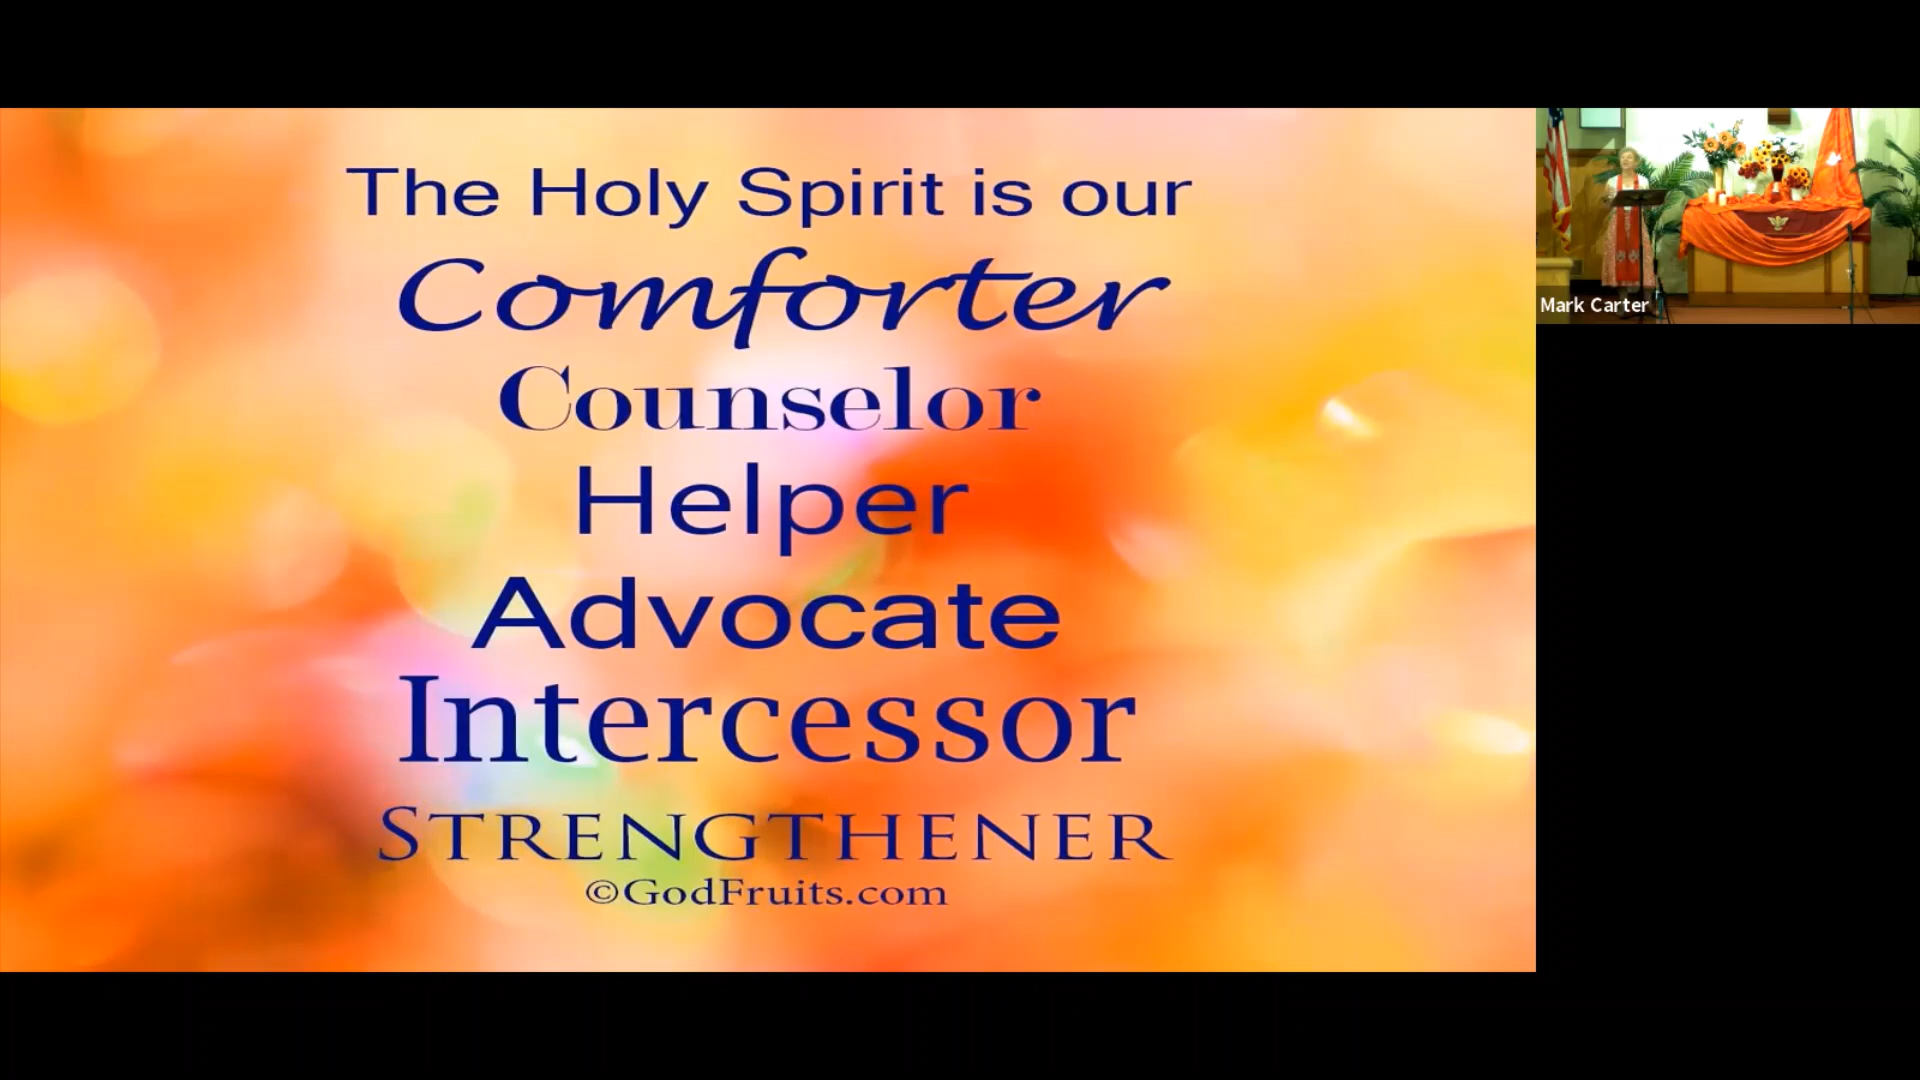 The Holy Spirit is our
Comforter
Counselor
Helper
Advocate
Intercessor
STRENGTHENER
©GodFruits.com
Mark Carter